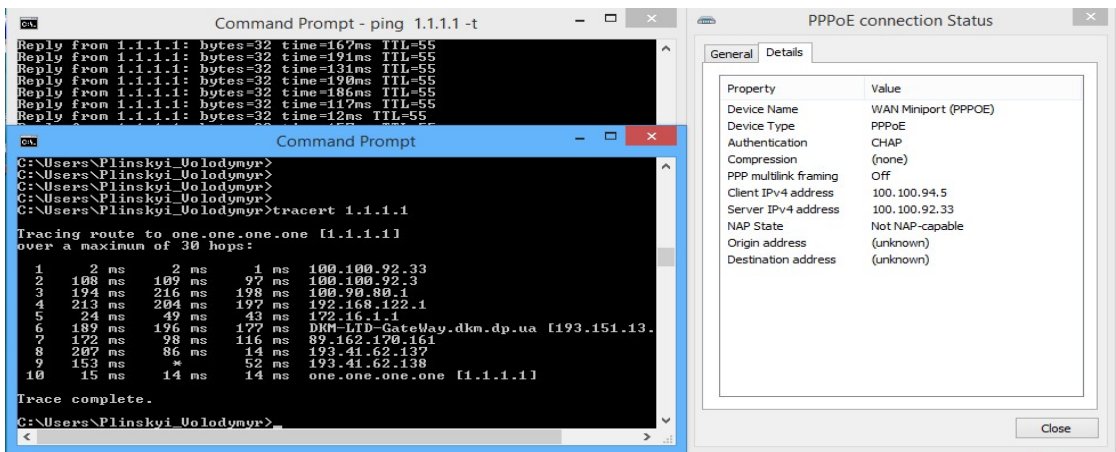 Command Prompt - ping 1.1.1.1 -t
Reply from 1.1.1.1: bytes=32 time=167ms TTL=55
Reply from 1.1.1.1: bytes=32 time=191ms TTL=55
Reply from 1.1.1.1: bytes=32 time=131ms TTL=55
Reply from 1.1.1.1: bytes=32 time=190ms TTL=55
Reply from 1.1.1.1: bytes=32 time=186ms TTL=55
Reply from 1.1.1.1: bytes=32 time=117ms TTL=55
Reply from 1.1.1.1: bytes=32 time=12ms TTL=55
Command Prompt
C:\Users\Plinskyi_Volodymyr>
C:\Users\Plinskyi_Volodymyr>
C:\Users\Plinskyi_Volodymyr>
C:\Users\Plinskyi_Volodymyr>
C:\Users\Plinskyi_Volodymyr>tracert 1.1.1.1
Tracing route to one.one.one.one [1.1.1.1]
over a maximum of 30 hops:
1 2 ms 2 ms 1 ms 100.100.92.33
2 108 ms 109 ms 97 ms 100.100.92.3
3 194 ms 216 ms 198 ms 100.90.80.1
4 213 ms 204 ms 197 ms 192.168.122.1
5 24 ms 49 ms 43 ms 172.16.1.1
6 189 ms 196 ms 177 ms DKM-LTD-GateWay.dkm.dp.ua [193.151.13.
7 172 ms 98 ms 116 ms 89.162.170.161
8 207 ms 86 ms 14 ms 193.41.62.137
9 153 ms * 52 ms 193.41.62.138
10 15 ms 14 ms 14 ms one.one.one.one [1.1.1.1]
Trace complete.
C:\Users\Plinskyi_Volodymyr>_
PPPoE connection Status
General Details
Property Value
Device Name WAN Miniport (PPPOE)
Device Type PPPoE
Authentication CHAP
Compression (none)
PPP multilink framing Off
Client IPv4 address 100.100.94.5
Server IPv4 address 100.100.92.33
NAP State Not NAP-capable
Origin address (unknown)
Destination address (unknown)
Close